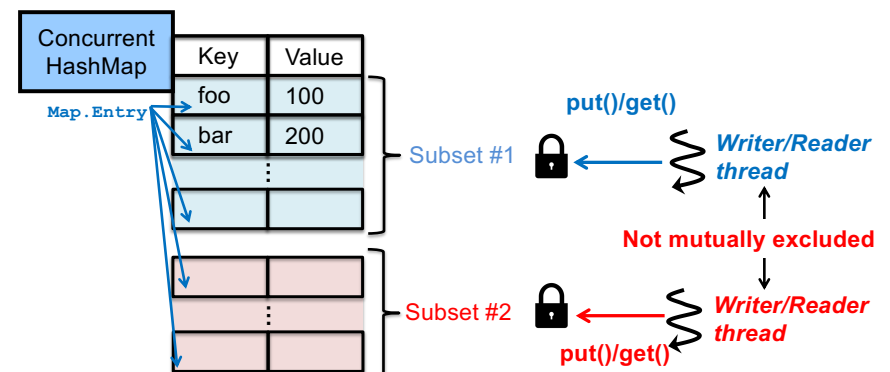 Concurrent
HashMap
Key Value
foo 100
bar 200
Map.Entry
Subset #1
put()/get()
Writer/Reader
thread
Not mutually excluded
Subset #2
Writer/Reader
thread
put()/get()